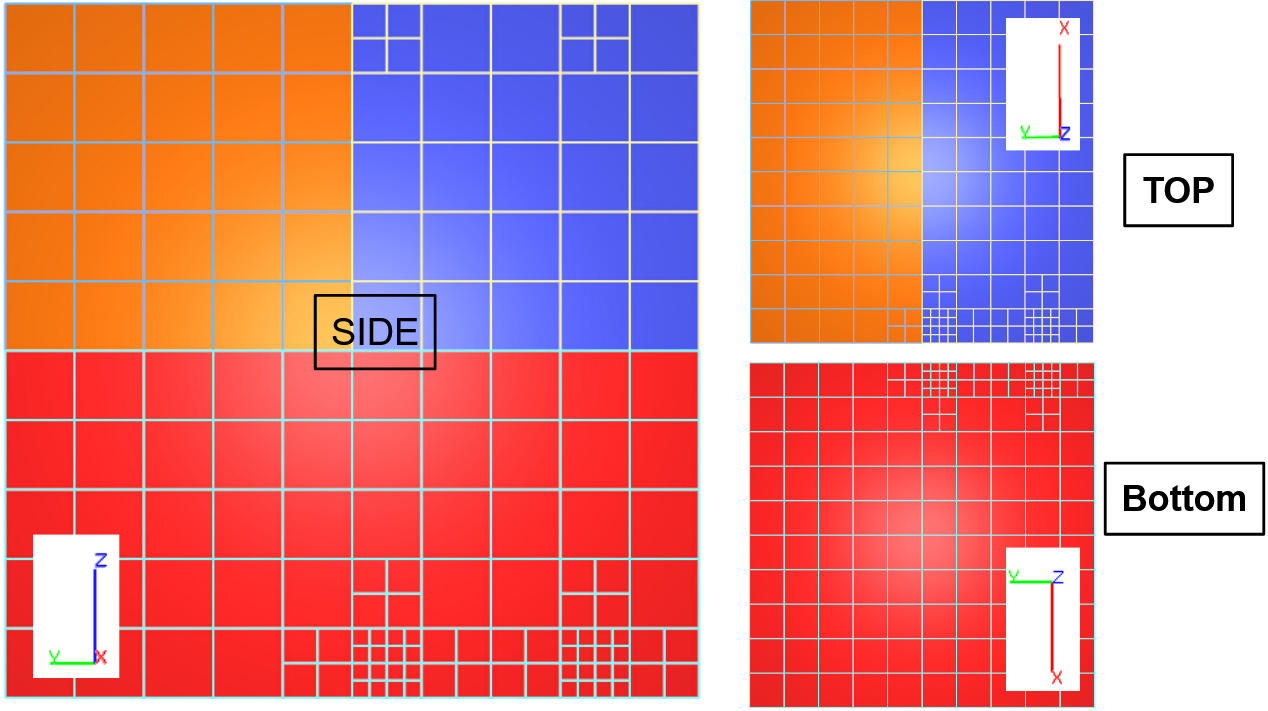 SIDE
Z
Y X
X
Y Z
TOP
Y Z
X
Bottom